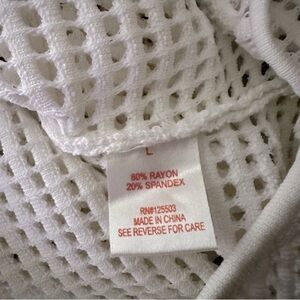 L
80% RAYON
20% SPANDEX
RN#125503
MADE IN CHINA
SEE REVERSE FOR CARE